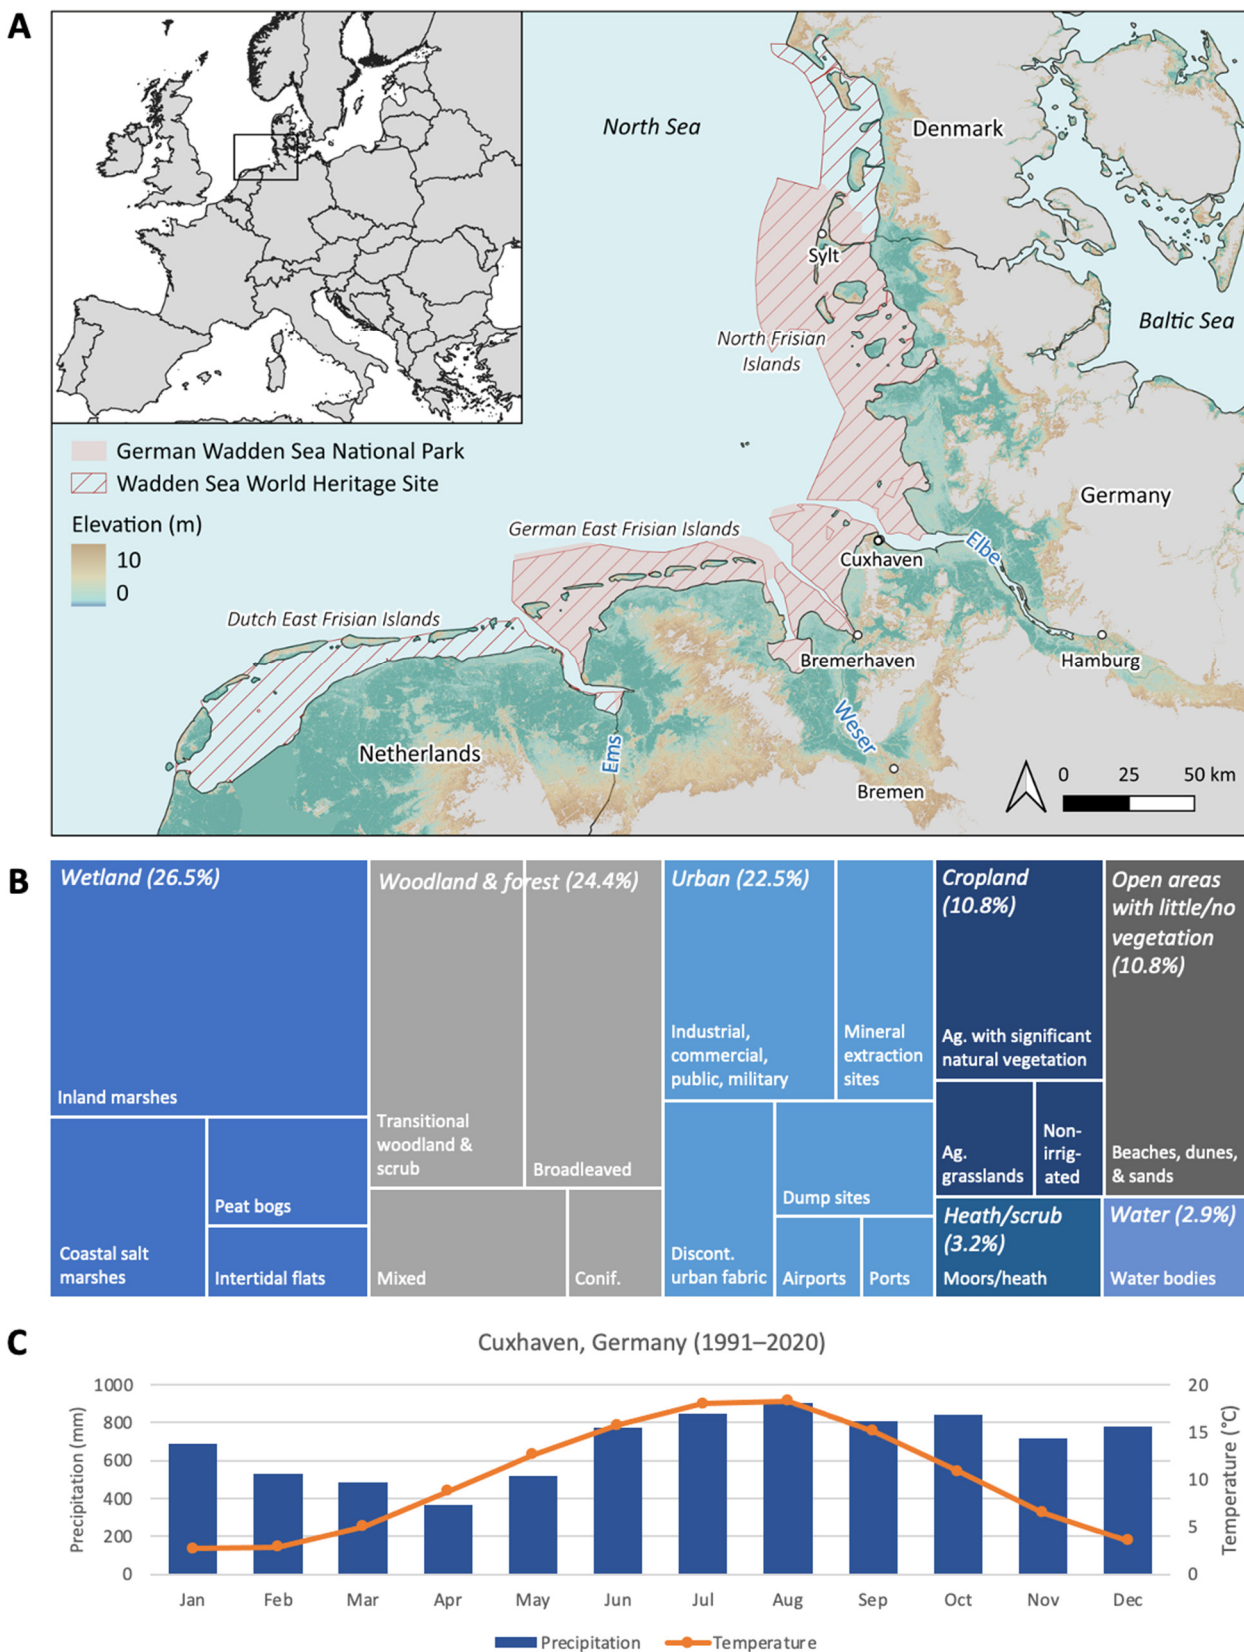 A
North Sea
Denmark
Sylt
Baltic Sea
North Frisian
Islands
German Wadden Sea National Park
Wadden Sea World Heritage Site
Germany
Elevation (m)
10
0
German East Frisian Islands
Cuxhaven
Elbe
Dutch East Frisian Islands
Bremerhaven
Hamburg
Netherlands
Ems
Weser
Bremen
0 25 50 km
B
Wetland (26.5%)
Inland marshes
Coastal salt
marshes
Peat bogs
Intertidal flats
Woodland & forest (24.4%)
Transitional
woodland &
scrub
Broadleaved
Mixed
Conif.
Urban (22.5%)
Industrial,
commercial,
public, military
Mineral
extraction
sites
Discont.
urban fabric
Dump sites
Airports
Ports
Cropland
(10.8%)
Ag. with significant
natural vegetation
Ag.
grasslands
Non-
irrig-
ated
Open areas
with little/no
vegetation
(10.8%)
Beaches, dunes,
& sands
Heath/scrub
(3.2%)
Moors/heath
Water (2.9%)
Water bodies
C
Cuxhaven, Germany (1991–2020)
Precipitation (mm)
1000
800
600
400
200
0
20
15
10
5
0
Temperature (°C)
Jan Feb Mar Apr May Jun Jul Aug Sep Oct Nov Dec
Precipitation Temperature